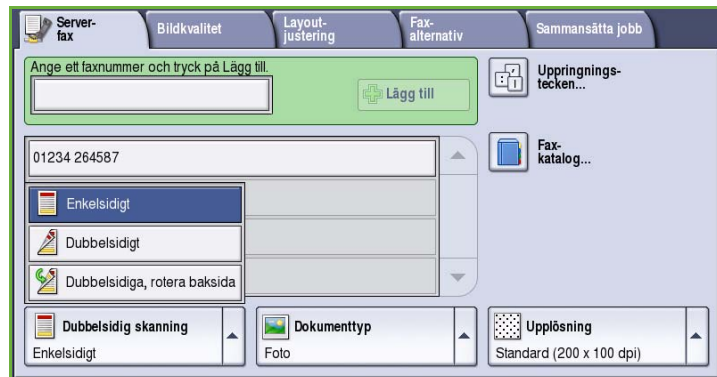 Server-
fax
Bildkvalitet
Layout-
justering
Fax-
alternativ
Sammansätta jobb
Ange ett faxnummer och tryck på Lägg till.
Lägg till
Uppringnings-
tecken...
01234 264587
Fax-
katalog...
Enkelsidigt
Dubbelsidigt
Dubbelsidiga, rotera baksida
Dubbelsidig skanning
Enkelsidigt
Dokumenttyp
Foto
Upplösning
Standard (200 x 100 dpi)